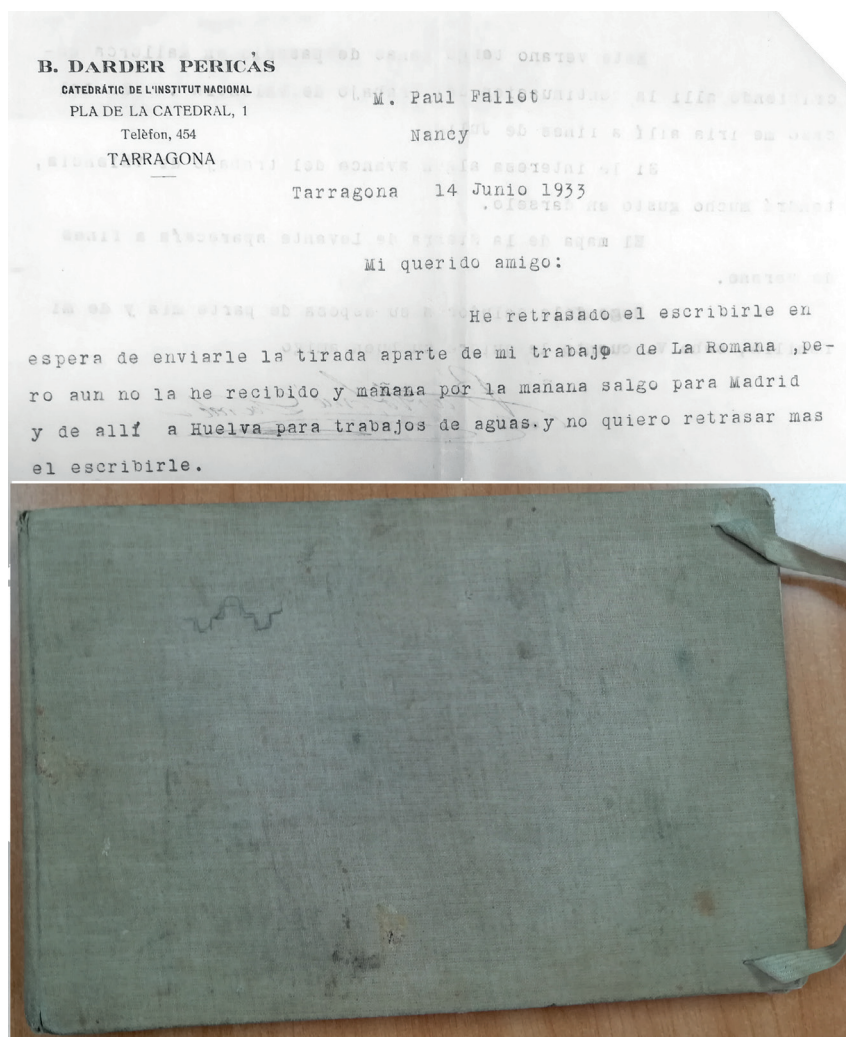 B. DARDER PERICÀS
CATEDRÁTIC DE L'INSTITUT NACIONAL
PLA DE LA CATEDRAL, 1
Telèfon, 454
TARRAGONA
M. Paul Fallot
Nancy
Tarragona 14 Junio 1933
Mi querido amigo:
He retrasado el escribirle en
espera de enviarle la tirada aparte de mi trabajo de La Romana ,pe-
ro aun no la he recibido y mañana por la mañana salgo para Madrid
y de allí a Huelva para trabajos de aguas.y no quiero retrasar mas
el escribirle.